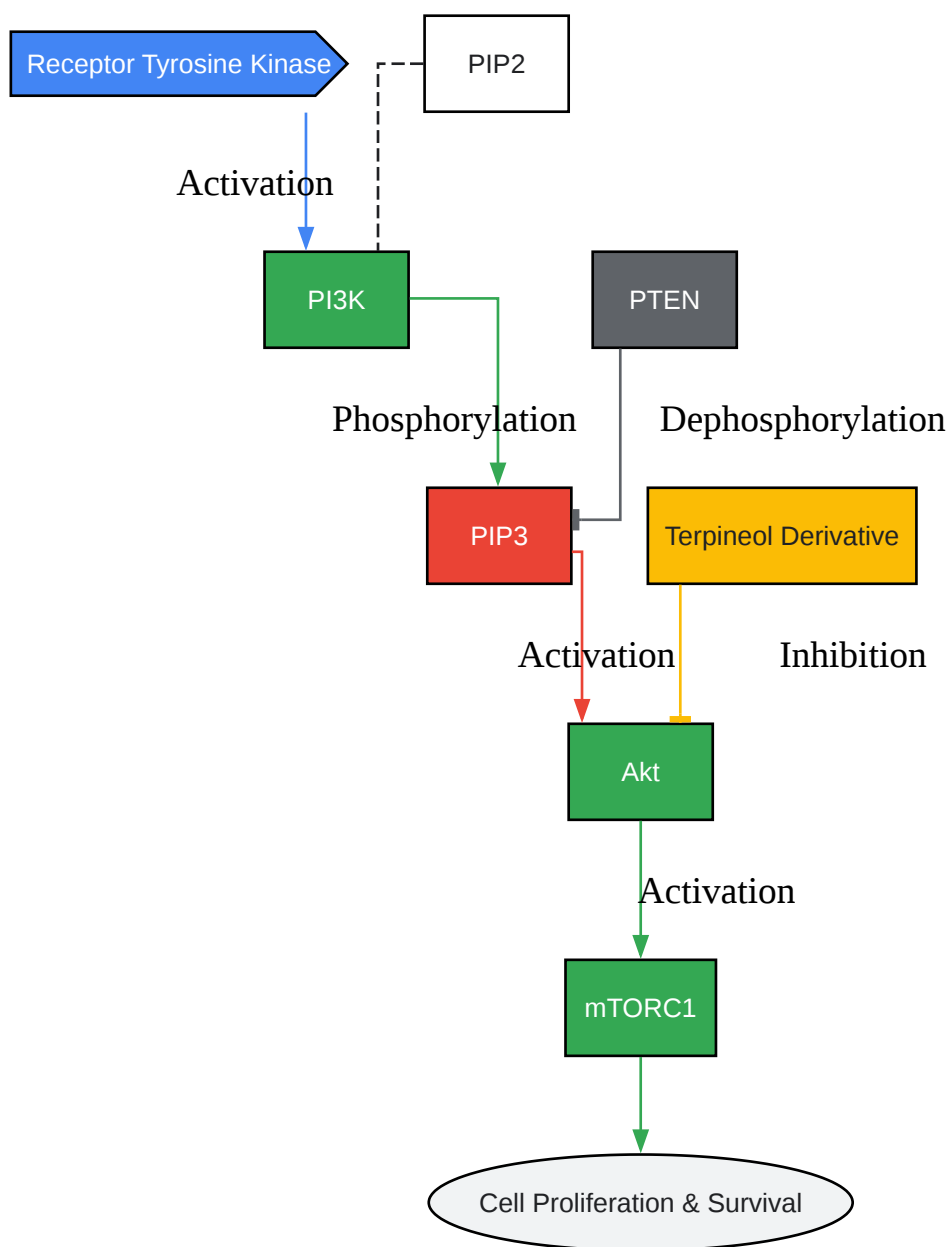 Receptor Tyrosine Kinase
PIP2
Activation
PI3K
PTEN
Phosphorylation
Dephosphorylation
PIP3
Terpineol Derivative
Activation
Inhibition
Akt
Activation
mTORC1
Cell Proliferation & Survival